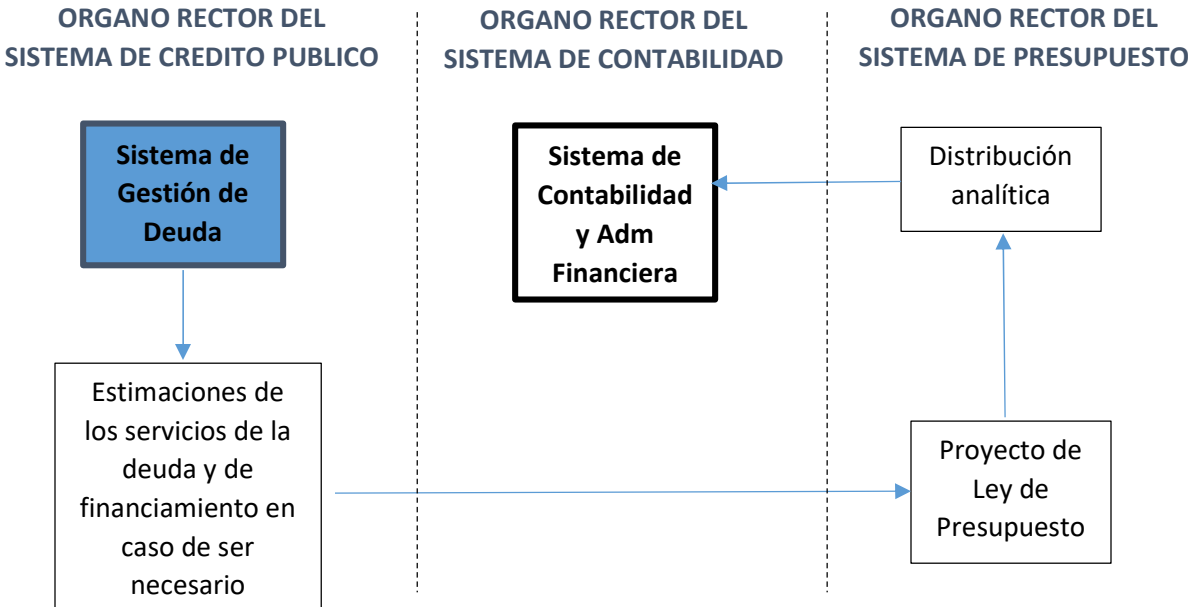 ORGANO RECTOR DEL
SISTEMA DE CREDITO PUBLICO
ORGANO RECTOR DEL
SISTEMA DE CONTABILIDAD
ORGANO RECTOR DEL
SISTEMA DE PRESUPUESTO
Sistema de
Gestión de
Deuda
Sistema de
Contabilidad
y Adm
Financiera
Distribución
analítica
Estimaciones de
los servicios de la
deuda y de
financiamiento en
caso de ser
necesario
Proyecto de
Ley de
Presupuesto